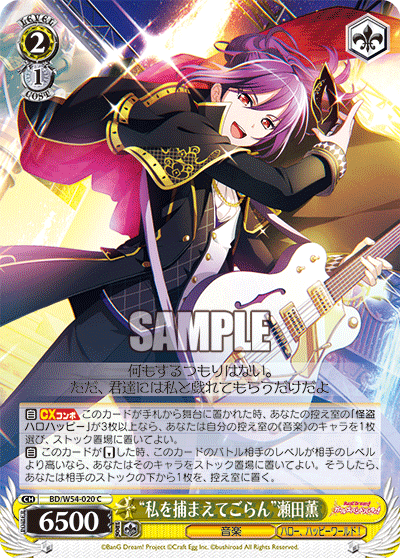 LEVEL
2
1
COST
SAMPLE
何もするつもりはない。
ただ、君達には私と戯れてもらうだけだよ
CXコンボ このカードが手札から舞台に置かれた時、あなたの控え室の「怪盗
ハロハッピー」が3枚以上なら、あなたは自分の控え室の《音楽》のキャラを1枚
選び、ストック置場に置いてよい。
このカードが【】した時、このカードのバトル相手のレベルが相手のレベル
より高いなら、あなたはそのキャラをストック置場に置いてよい。そうしたなら、
あなたは相手のストックの下から1枚を、控え室に置く。
CH
BD/W54-020 C
“私を捕まえてごらん”瀬田薫
6500
音楽
ハロー、ハッピーワールド!
©BanG Dream! Project ©Craft Egg Inc. ©bushiroad All Rights Reserved.